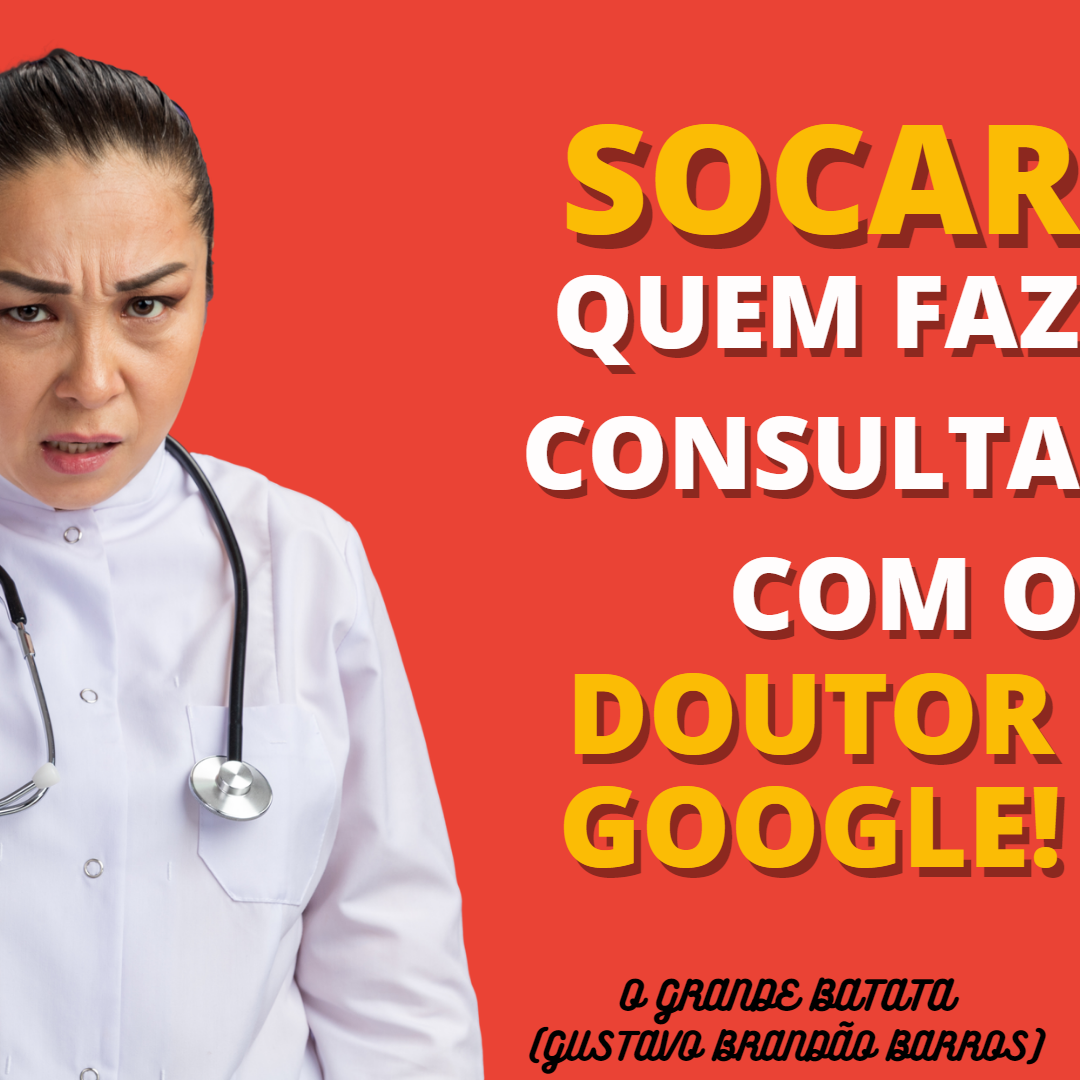 SOCAR
QUEM FAZ
CONSULTA
COM O
DOUTOR
GOOGLE!
O GRANDE BATATA
(GUSTAVO BRANDÃO BARROS)